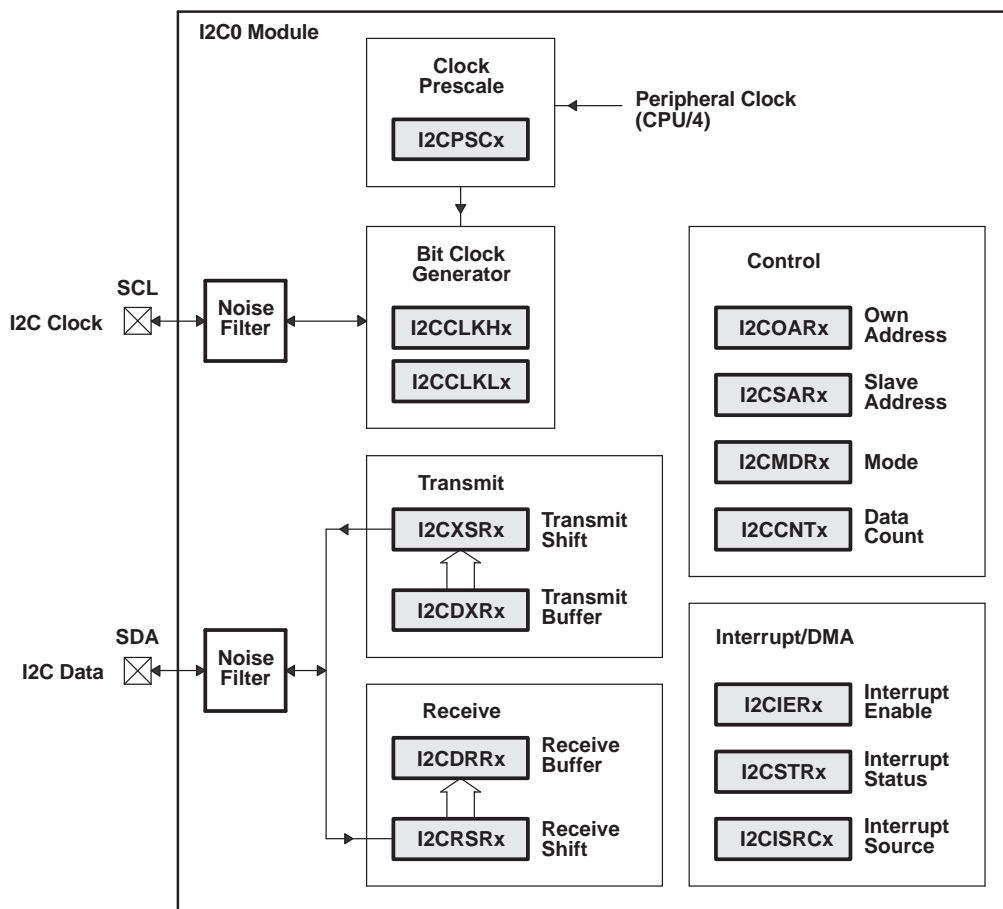 I2C0 Module
Clock
Prescale
I2CPSCx
Peripheral Clock
(CPU/4)
Bit Clock
Generator
I2CCLKHx
I2CCLKLx
SCL
I2C Clock
Noise
Filter
Control
I2COARx
Own
Address
I2CSARx
Slave
Address
I2CMDRx
Mode
I2CCNTx
Data
Count
Transmit
I2CXSRx
Transmit
Shift
I2CDXRx
Transmit
Buffer
SDA
I2C Data
Noise
Filter
Receive
I2CDRRx
Receive
Buffer
I2CRSRx
Receive
Shift
Interrupt/DMA
I2CIERx
Interrupt
Enable
I2CSTRx
Interrupt
Status
I2CISRCx
Interrupt
Source